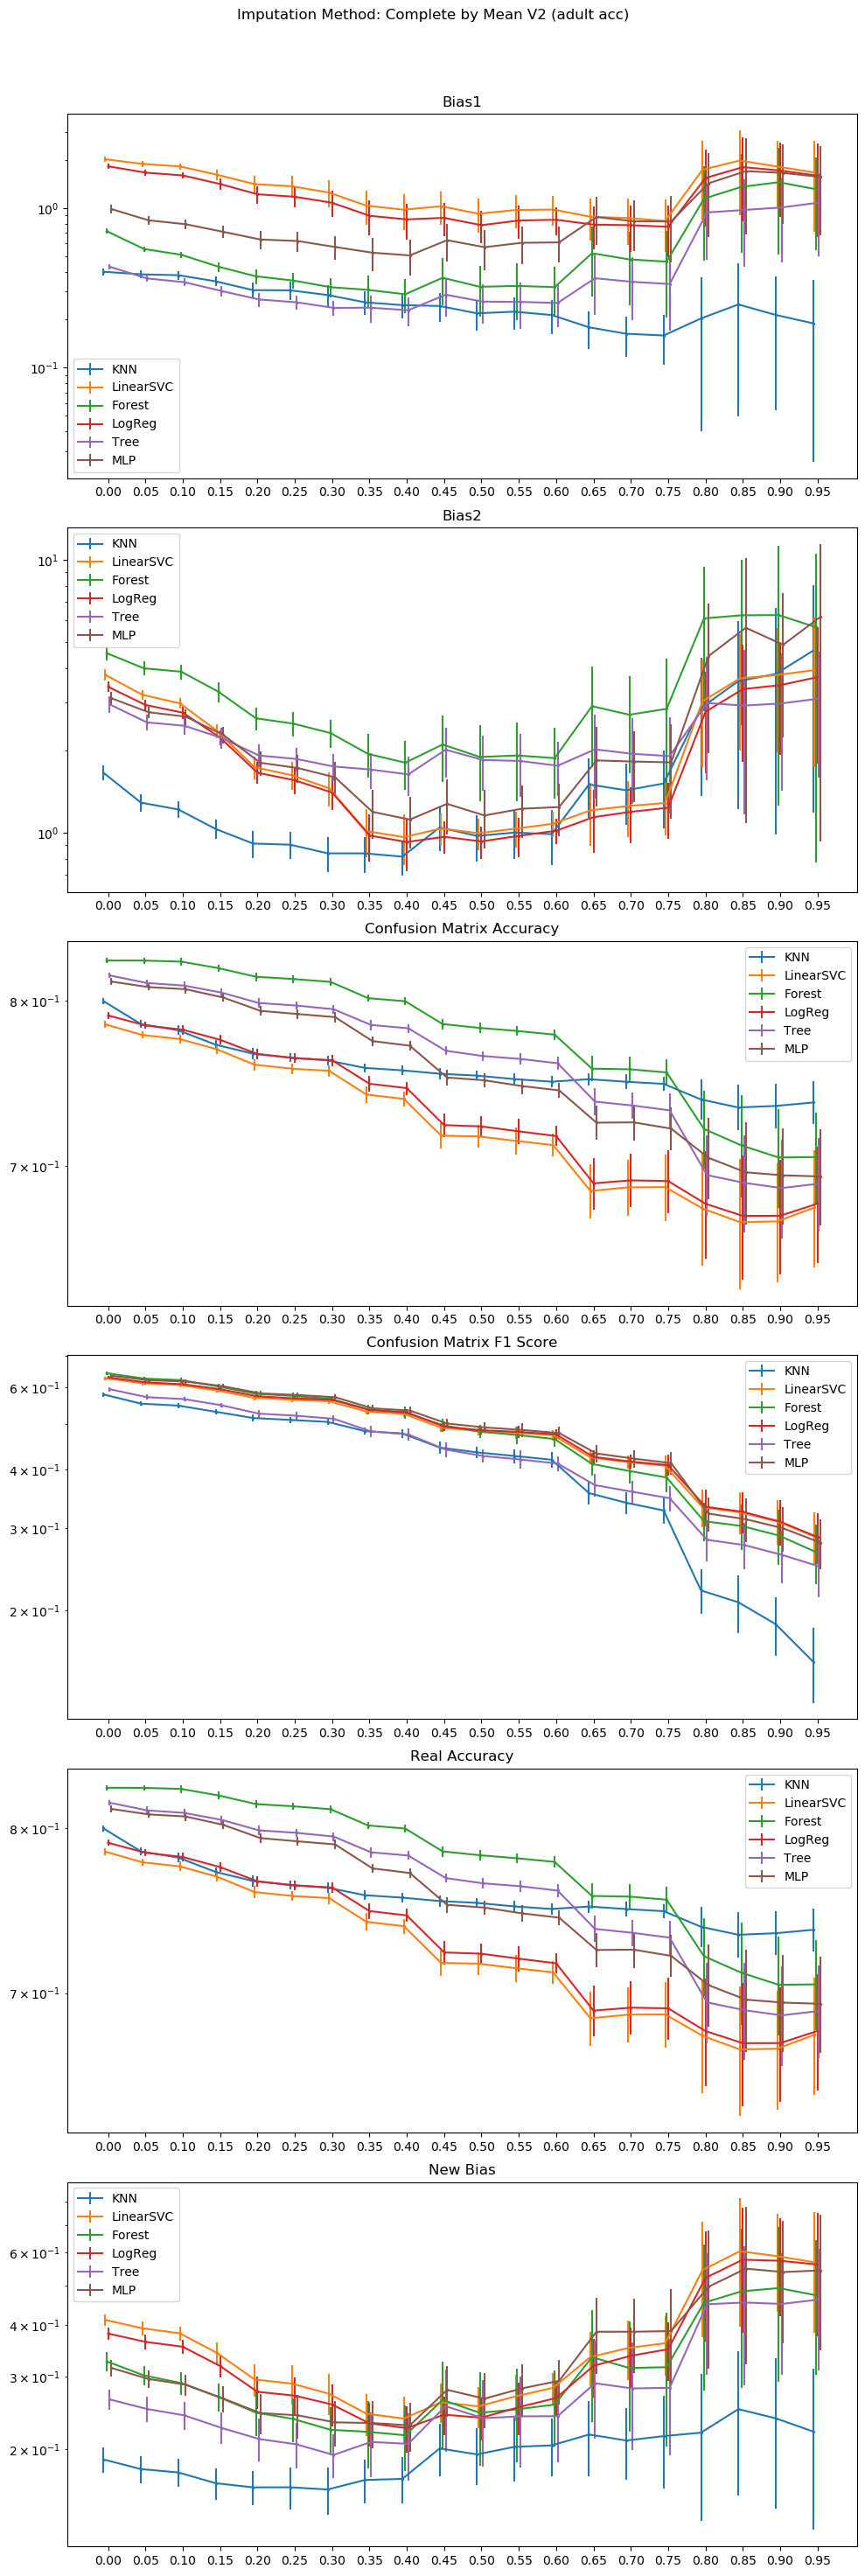 Imputation Method: Complete by Mean V2 (adult acc)
Bias1
10⁰
10⁻¹
KNN
LinearSVC
Forest
LogReg
Tree
MLP
0.00 0.05 0.10 0.15 0.20 0.25 0.30 0.35 0.40 0.45 0.50 0.55 0.60 0.65 0.70 0.75 0.80 0.85 0.90 0.95
Bias2
10¹
10⁰
KNN
LinearSVC
Forest
LogReg
Tree
MLP
0.00 0.05 0.10 0.15 0.20 0.25 0.30 0.35 0.40 0.45 0.50 0.55 0.60 0.65 0.70 0.75 0.80 0.85 0.90 0.95
Confusion Matrix Accuracy
8 × 10⁻¹
7 × 10⁻¹
KNN
LinearSVC
Forest
LogReg
Tree
MLP
0.00 0.05 0.10 0.15 0.20 0.25 0.30 0.35 0.40 0.45 0.50 0.55 0.60 0.65 0.70 0.75 0.80 0.85 0.90 0.95
Confusion Matrix F1 Score
6 × 10⁻¹
4 × 10⁻¹
3 × 10⁻¹
2 × 10⁻¹
KNN
LinearSVC
Forest
LogReg
Tree
MLP
0.00 0.05 0.10 0.15 0.20 0.25 0.30 0.35 0.40 0.45 0.50 0.55 0.60 0.65 0.70 0.75 0.80 0.85 0.90 0.95
Real Accuracy
8 × 10⁻¹
7 × 10⁻¹
KNN
LinearSVC
Forest
LogReg
Tree
MLP
0.00 0.05 0.10 0.15 0.20 0.25 0.30 0.35 0.40 0.45 0.50 0.55 0.60 0.65 0.70 0.75 0.80 0.85 0.90 0.95
New Bias
6 × 10⁻¹
4 × 10⁻¹
3 × 10⁻¹
2 × 10⁻¹
KNN
LinearSVC
Forest
LogReg
Tree
MLP
0.00 0.05 0.10 0.15 0.20 0.25 0.30 0.35 0.40 0.45 0.50 0.55 0.60 0.65 0.70 0.75 0.80 0.85 0.90 0.95